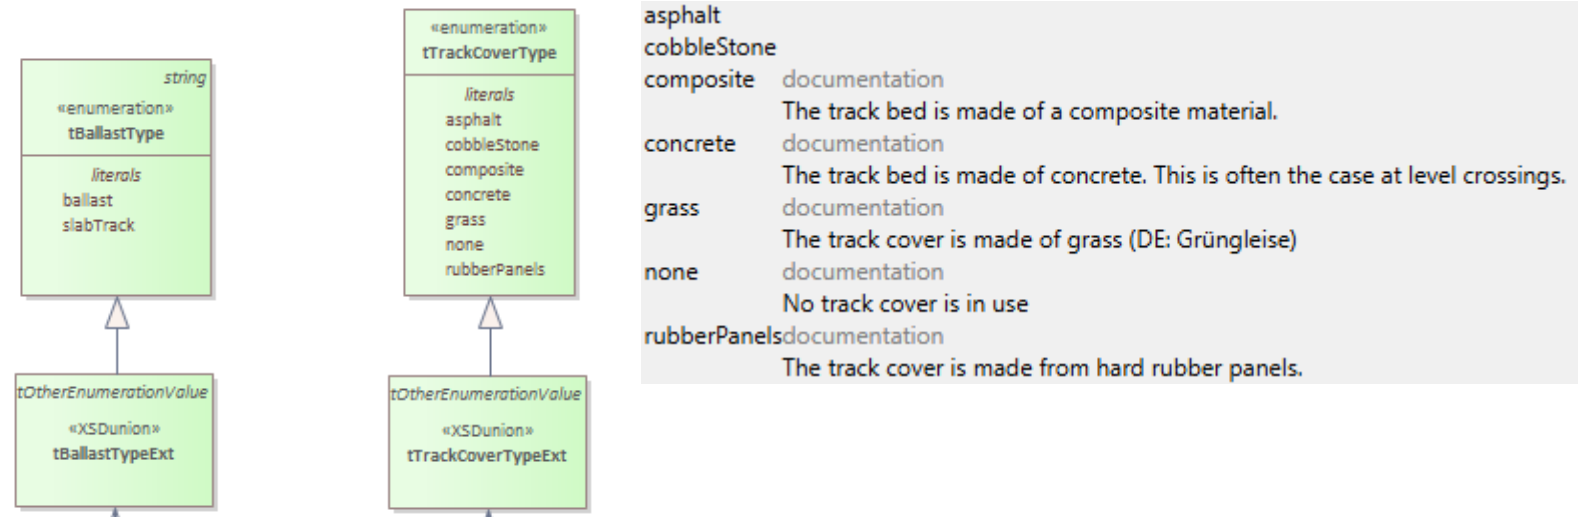 string
«enumeration»
tBallastType
literals
ballast
slabTrack
tOtherEnumerationValue
«XSDunion»
tBallastTypeExt
«enumeration»
tTrackCoverType
literals
asphalt
cobbleStone
composite
concrete
grass
none
rubberPanels
tOtherEnumerationValue
«XSDunion»
tTrackCoverTypeExt
asphalt
cobbleStone
composite documentation
The track bed is made of a composite material.
concrete documentation
The track bed is made of concrete. This is often the case at level crossings.
grass documentation
The track cover is made of grass (DE: Grüngleise)
none documentation
No track cover is in use
rubberPanels documentation
The track cover is made from hard rubber panels.